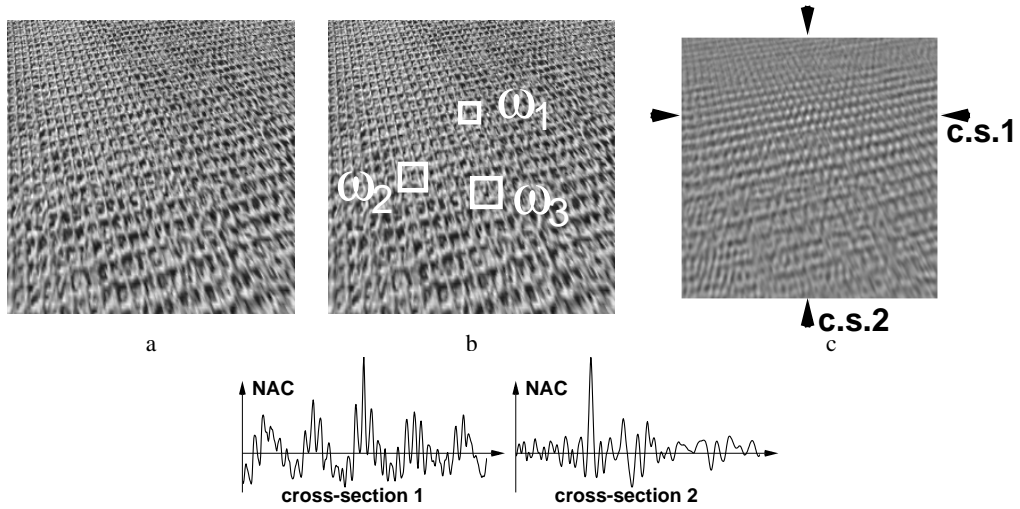 ω1
ω2
ω3
c.s.1
c.s.2
a
b
c
NAC
NAC
cross-section 1
cross-section 2